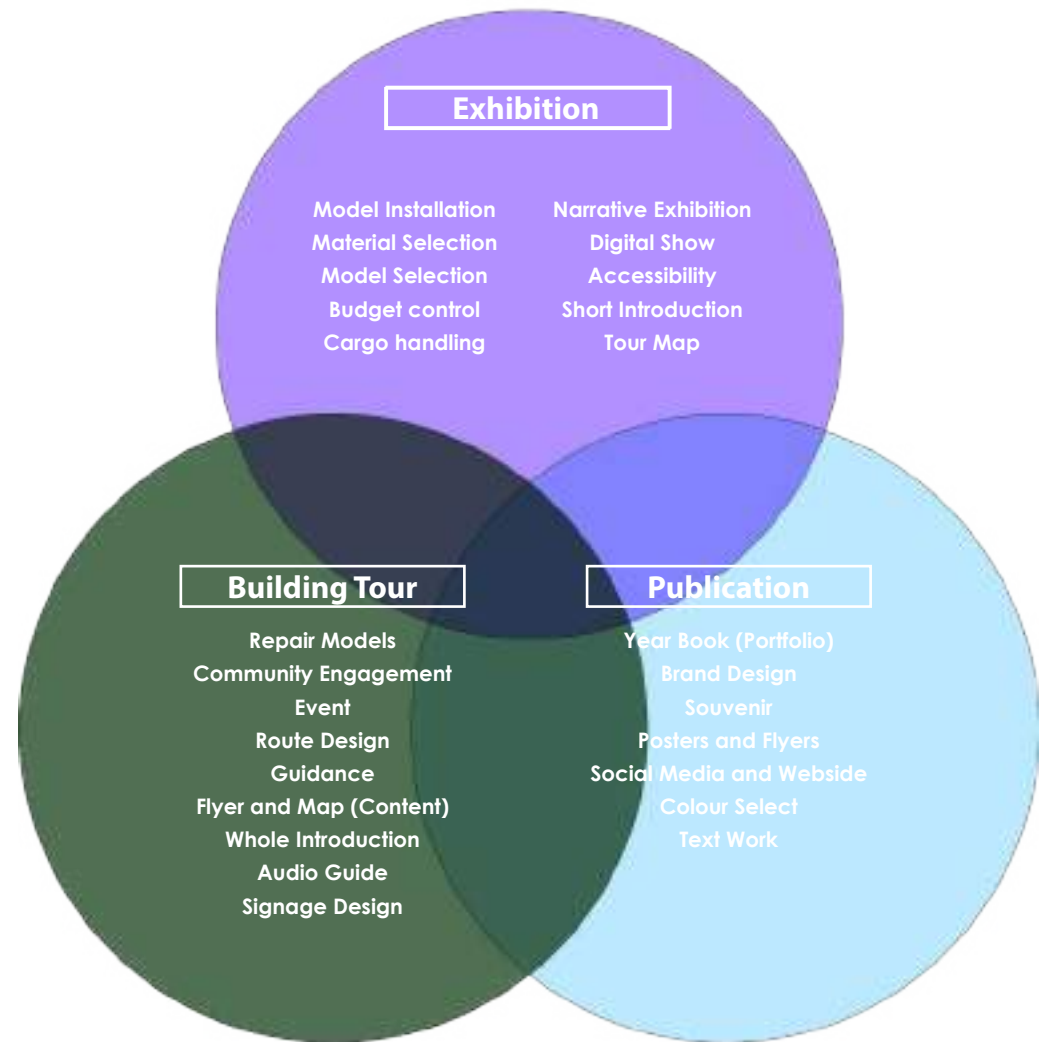 Exhibition
Model Installation
Material Selection
Model Selection
Budget control
Cargo handling
Narrative Exhibition
Digital Show
Accessibility
Short Introduction
Tour Map
Building Tour
Repair Models
Community Engagement
Event
Route Design
Guidance
Flyer and Map (Content)
Whole Introduction
Audio Guide
Signage Design
Publication
Year Book (Portfolio)
Brand Design
Souvenir
Posters and Flyers
Social Media and Webside
Colour Select
Text Work